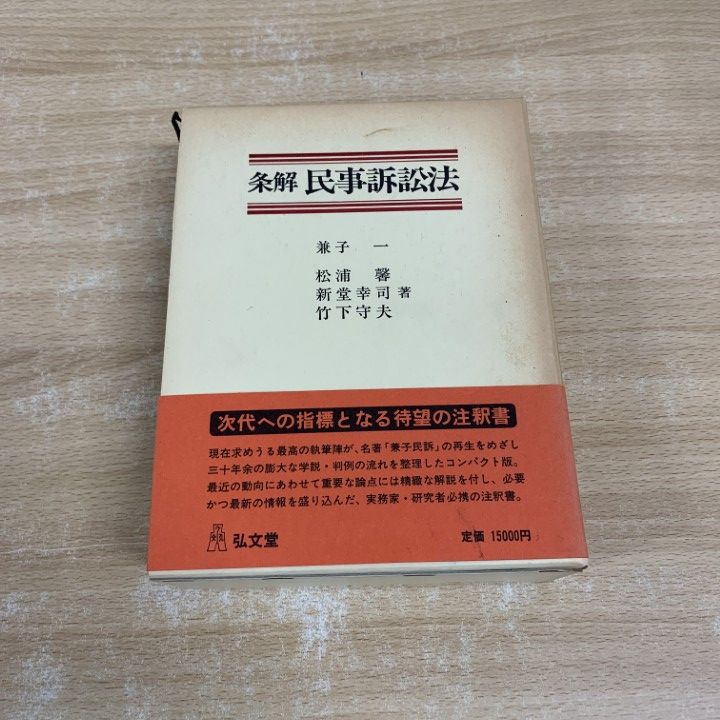 条解 民事訴訟法
兼子 一
松浦 馨
新堂幸司 著
竹下守夫
次代への指標となる待望の注釈書
現在求めうる最高の執筆陣が、名著「兼子民訴」の再生をめざし
三十年余の膨大な学説・判例の流れを整理したコンパクト版。
最近の動向にあわせて重要な論点には精緻な解説を付し、必要
かつ最新の情報を盛り込んだ、実務家・研究者必携の注釈書。
弘文堂
定価 15000円